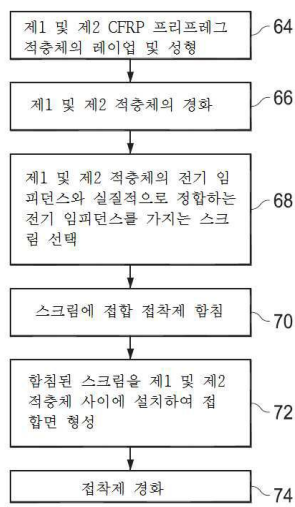 제1 및 제2 CFRP 프리프레그
적층체의 레이업 및 성형
64
제1 및 제2 적층체의 경화
66
제1 및 제2 적층체의 전기 임
피던스와 실질적으로 정합하는
전기 임피던스를 가지는 스크
림 선택
68
스크림에 접합 접착제 함침
70
함침된 스크림을 제1 및 제2
적층체 사이에 설치하여 접
합면 형성
72
접착제 경화
74